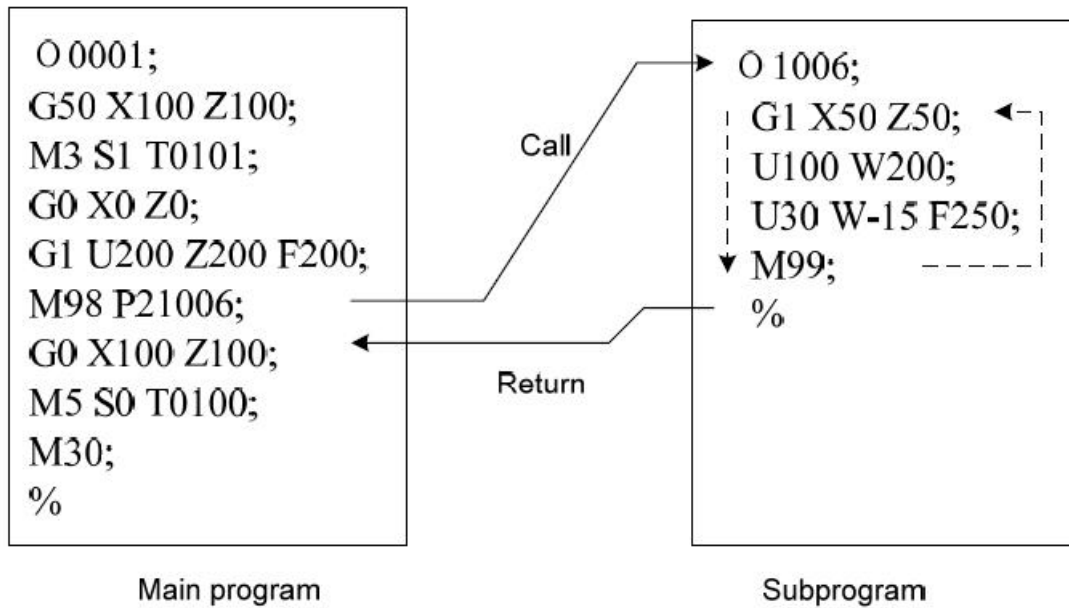 O 0001;
G50 X100 Z100;
M3 S1 T0101;
G0 X0 Z0;
G1 U200 Z200 F200;
M98 P21006;
G0 X100 Z100;
M5 S0 T0100;
M30;
%
Main program
Call
Return
O 1006;
G1 X50 Z50;
U100 W200;
U30 W-15 F250;
M99;
%
Subprogram